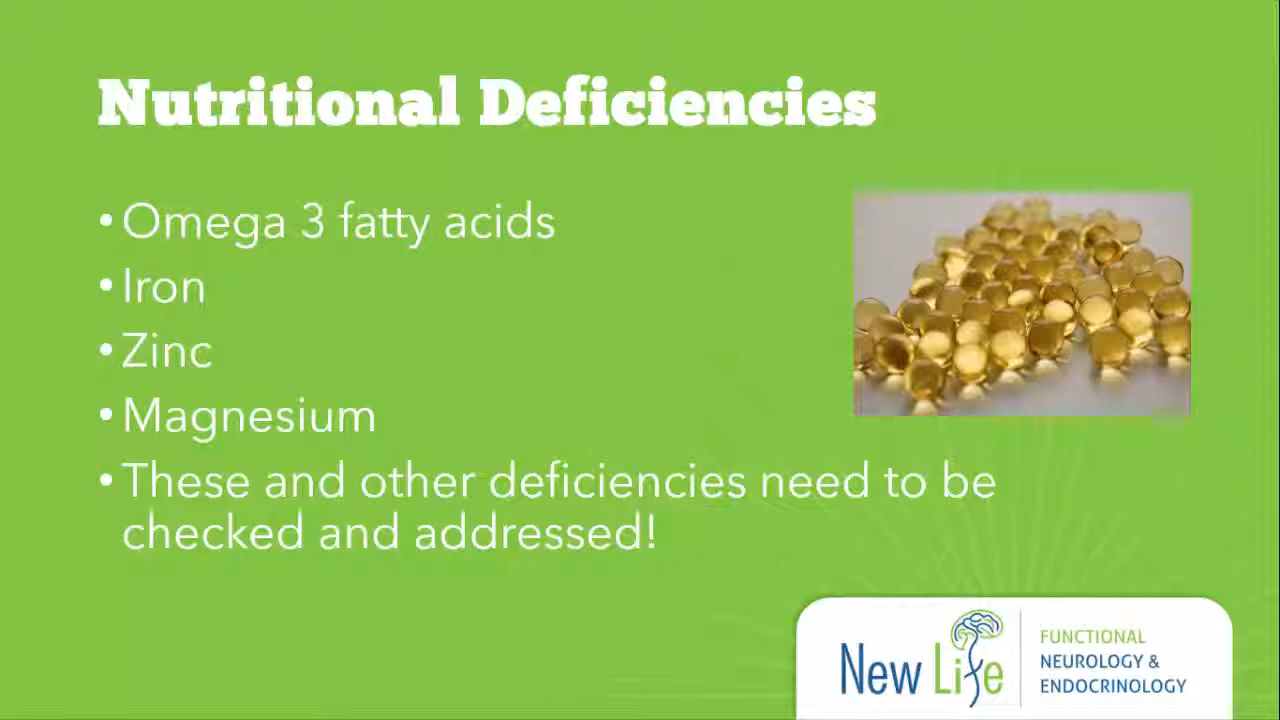 Nutritional Deficiencies
• Omega 3 fatty acids
• Iron
• Zinc
• Magnesium
• These and other deficiencies need to be
checked and addressed!
New Life
FUNCTIONAL
NEUROLOGY &
ENDOCRINOLOGY